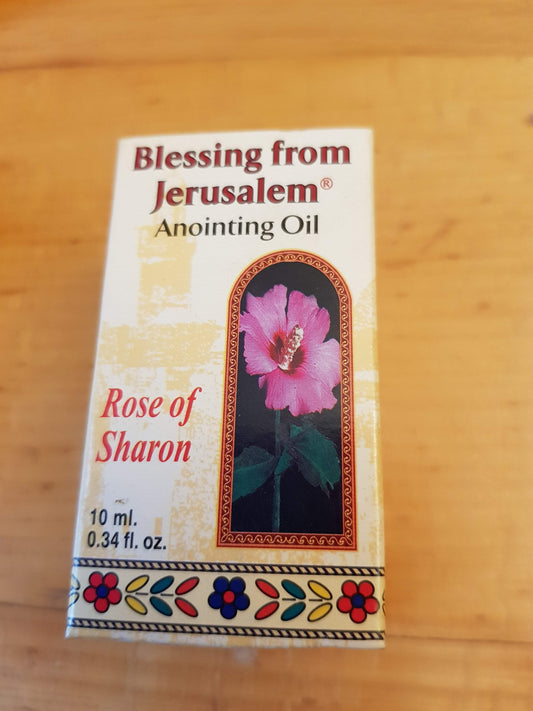 Blessing from
Jerusalem®
Anointing Oil
Rose of
Sharon
10 ml.
0.34 fl. oz.